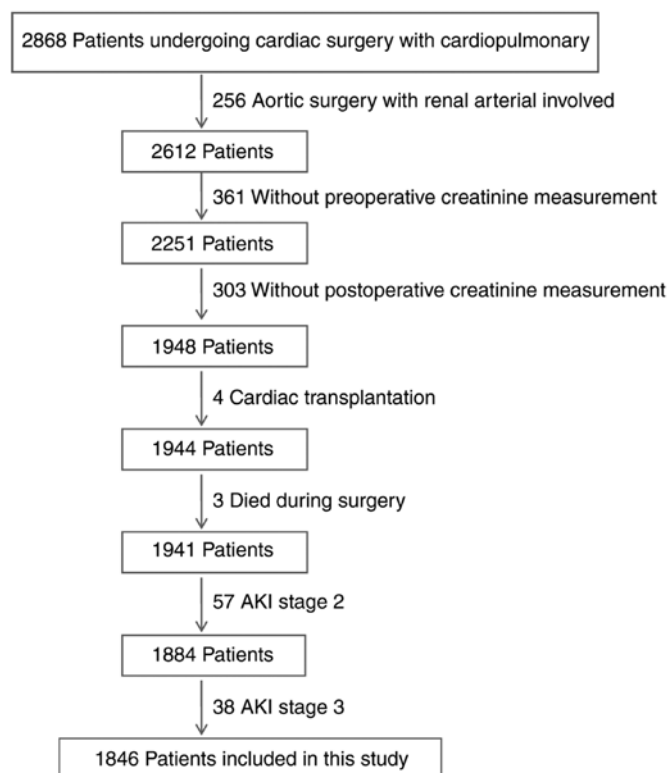 2868 Patients undergoing cardiac surgery with cardiopulmonary
256 Aortic surgery with renal arterial involved
2612 Patients
361 Without preoperative creatinine measurement
2251 Patients
303 Without postoperative creatinine measurement
1948 Patients
4 Cardiac transplantation
1944 Patients
3 Died during surgery
1941 Patients
57 AKI stage 2
1884 Patients
38 AKI stage 3
1846 Patients included in this study